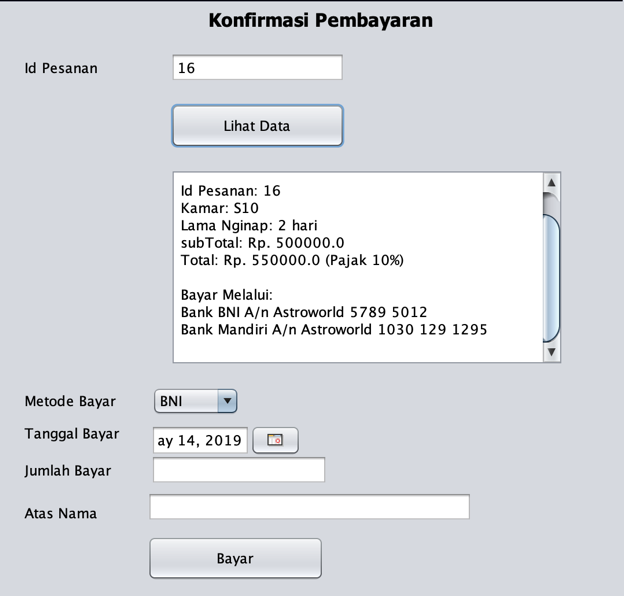 Konfirmasi Pembayaran
Id Pesanan
16
Lihat Data
Id Pesanan: 16
Kamar: S10
Lama Nginap: 2 hari
subTotal: Rp. 500000.0
Total: Rp. 550000.0 (Pajak 10%)
Bayar Melalui:
Bank BNI A/n Astroworld 5789 5012
Bank Mandiri A/n Astroworld 1030 129 1295
Metode Bayar
BNI
Tanggal Bayar
ay 14, 2019
Jumlah Bayar
Atas Nama
Bayar